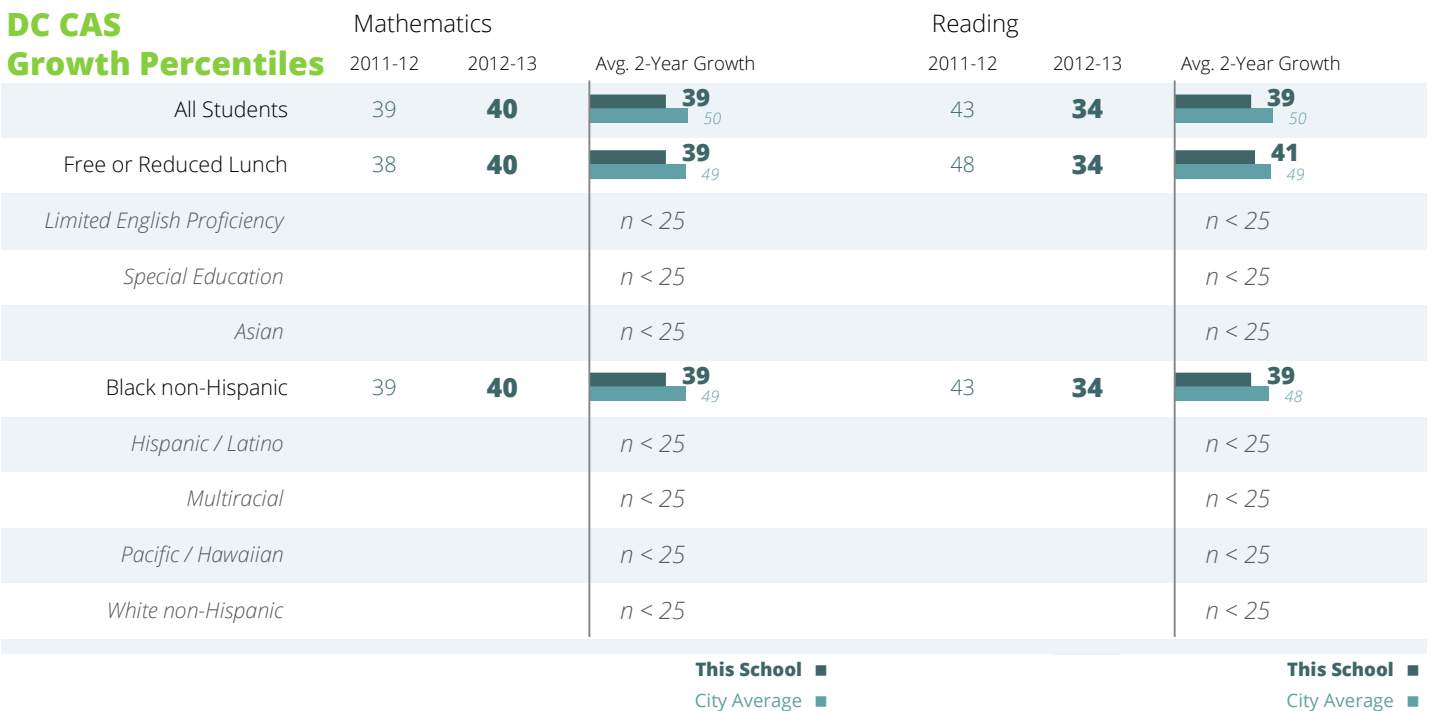 DC CAS Mathematics Reading
Growth Percentiles 2011-12 2012-13 Avg. 2-Year Growth 2011-12 2012-13 Avg. 2-Year Growth
All Students 39 40 39 50 43 34 39 50
Free or Reduced Lunch 38 40 39 49 48 34 41 49
Limited English Proficiency n < 25 n < 25
Special Education n < 25 n < 25
Asian n < 25 n < 25
Black non-Hispanic 39 40 39 49 43 34 39 48
Hispanic / Latino n < 25 n < 25
Multiracial n < 25 n < 25
Pacific / Hawaiian n < 25 n < 25
White non-Hispanic n < 25 n < 25
This School This School
City Average City Average